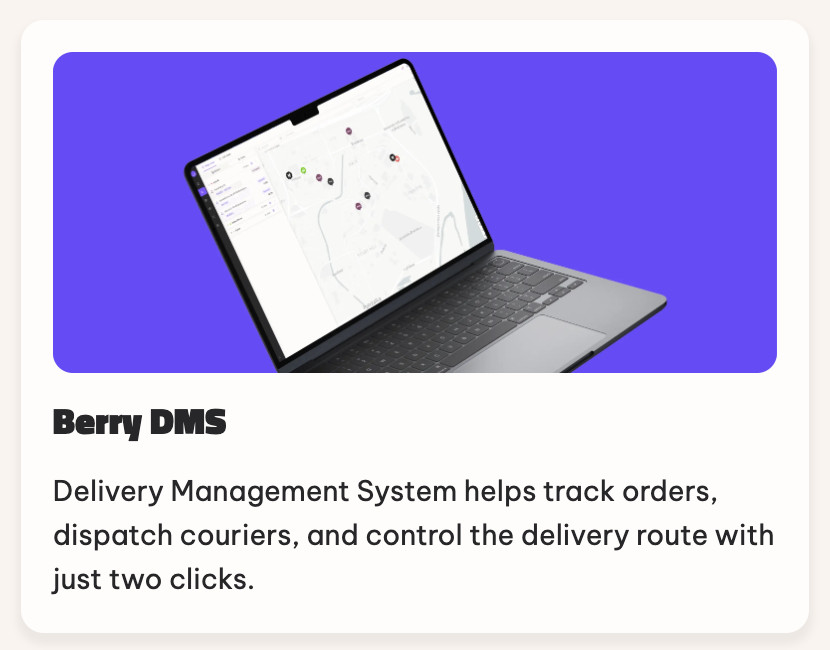 Berry DMS
Delivery Management System helps track orders,
dispatch couriers, and control the delivery route with
just two clicks.